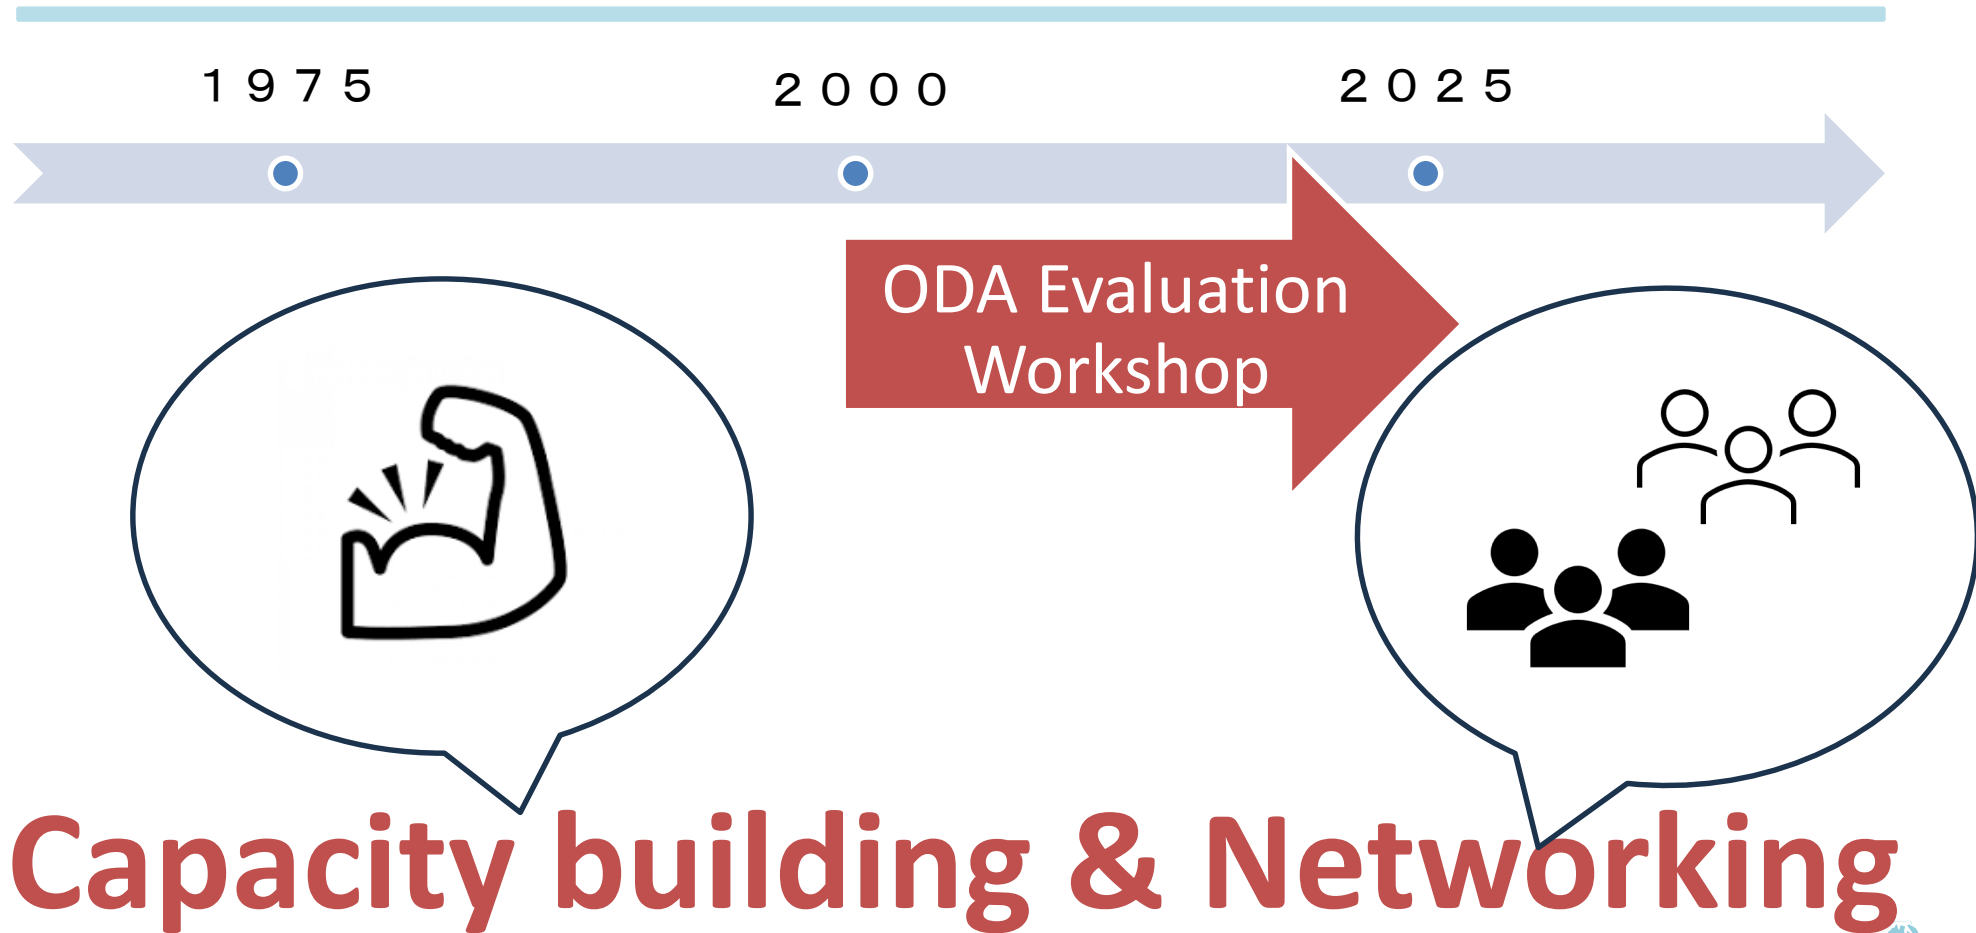 １９７５
２０００
２０２５
ODA Evaluation
Workshop
Capacity building & Networking